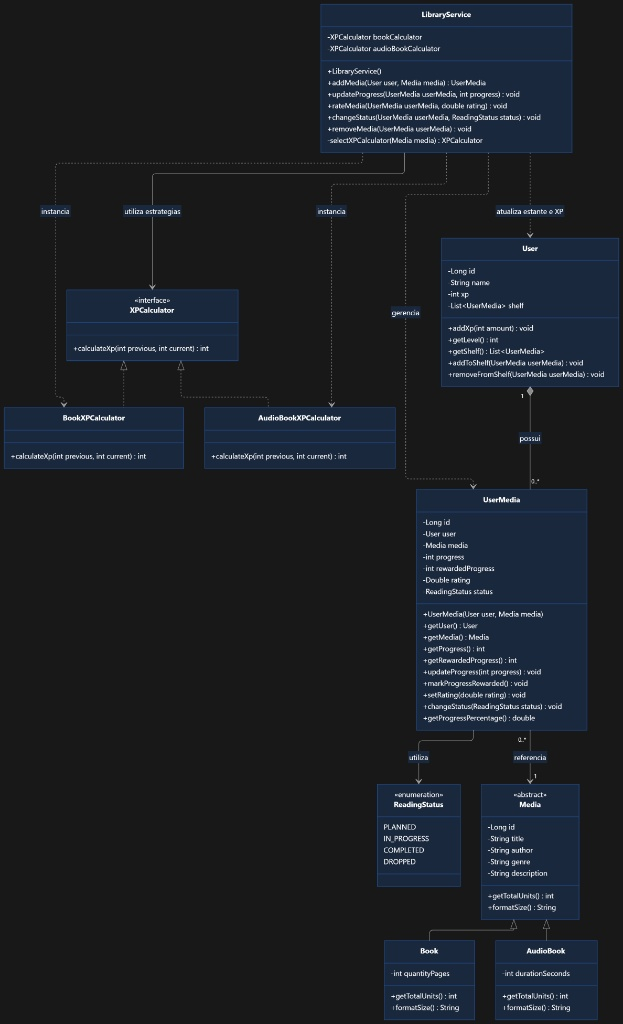 LibraryService
-XPCalculator bookCalculator
-XPCalculator audioBookCalculator
+LibraryService()
+addMedia(User user, Media media) : UserMedia
+updateProgress(UserMedia userMedia, int progress) : void
+rateMedia(UserMedia userMedia, double rating) : void
+changeStatus(UserMedia userMedia, ReadingStatus status) : void
+removeMedia(UserMedia userMedia) : void
-selectXPCalculator(Media media) : XPCalculator
instancia
utiliza estrategias
instancia
atualiza estante e XP
User
-Long id
-String name
-int xp
-List<UserMedia> shelf
+addXp(int amount) : void
+getLevel() : int
+getShelf() : List<UserMedia>
+addToShelf(UserMedia userMedia) : void
+removeFromShelf(UserMedia userMedia) : void
«interface»
XPCalculator
+calculateXp(int previous, int current) : int
gerencia
BookXPCalculator
+calculateXp(int previous, int current) : int
AudioBookXPCalculator
+calculateXp(int previous, int current) : int
1
possui
0..*
UserMedia
-Long id
-User user
-Media media
-int progress
-int rewardedProgress
-Double rating
-ReadingStatus status
+UserMedia(User user, Media media)
+getUser() : User
+getMedia() : Media
+getProgress() : int
+getRewardedProgress() : int
+updateProgress(int progress) : void
+markProgressRewarded() : void
+setRating(double rating) : void
+changeStatus(ReadingStatus status) : void
+getProgressPercentage() : double
0..*
utiliza
referencia
1
«enumeration»
ReadingStatus
PLANNED
IN_PROGRESS
COMPLETED
DROPPED
«abstract»
Media
-Long id
-String title
-String author
-String genre
-String description
+getTotalUnits() : int
+formatSize() : String
Book
-int quantityPages
+getTotalUnits() : int
+formatSize() : String
AudioBook
-int durationSeconds
+getTotalUnits() : int
+formatSize() : String